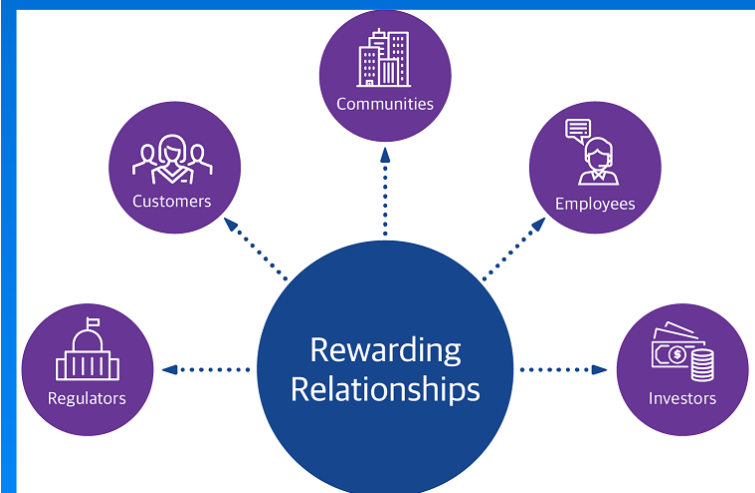 Communities
Customers
Employees
Rewarding
Relationships
Regulators
Investors